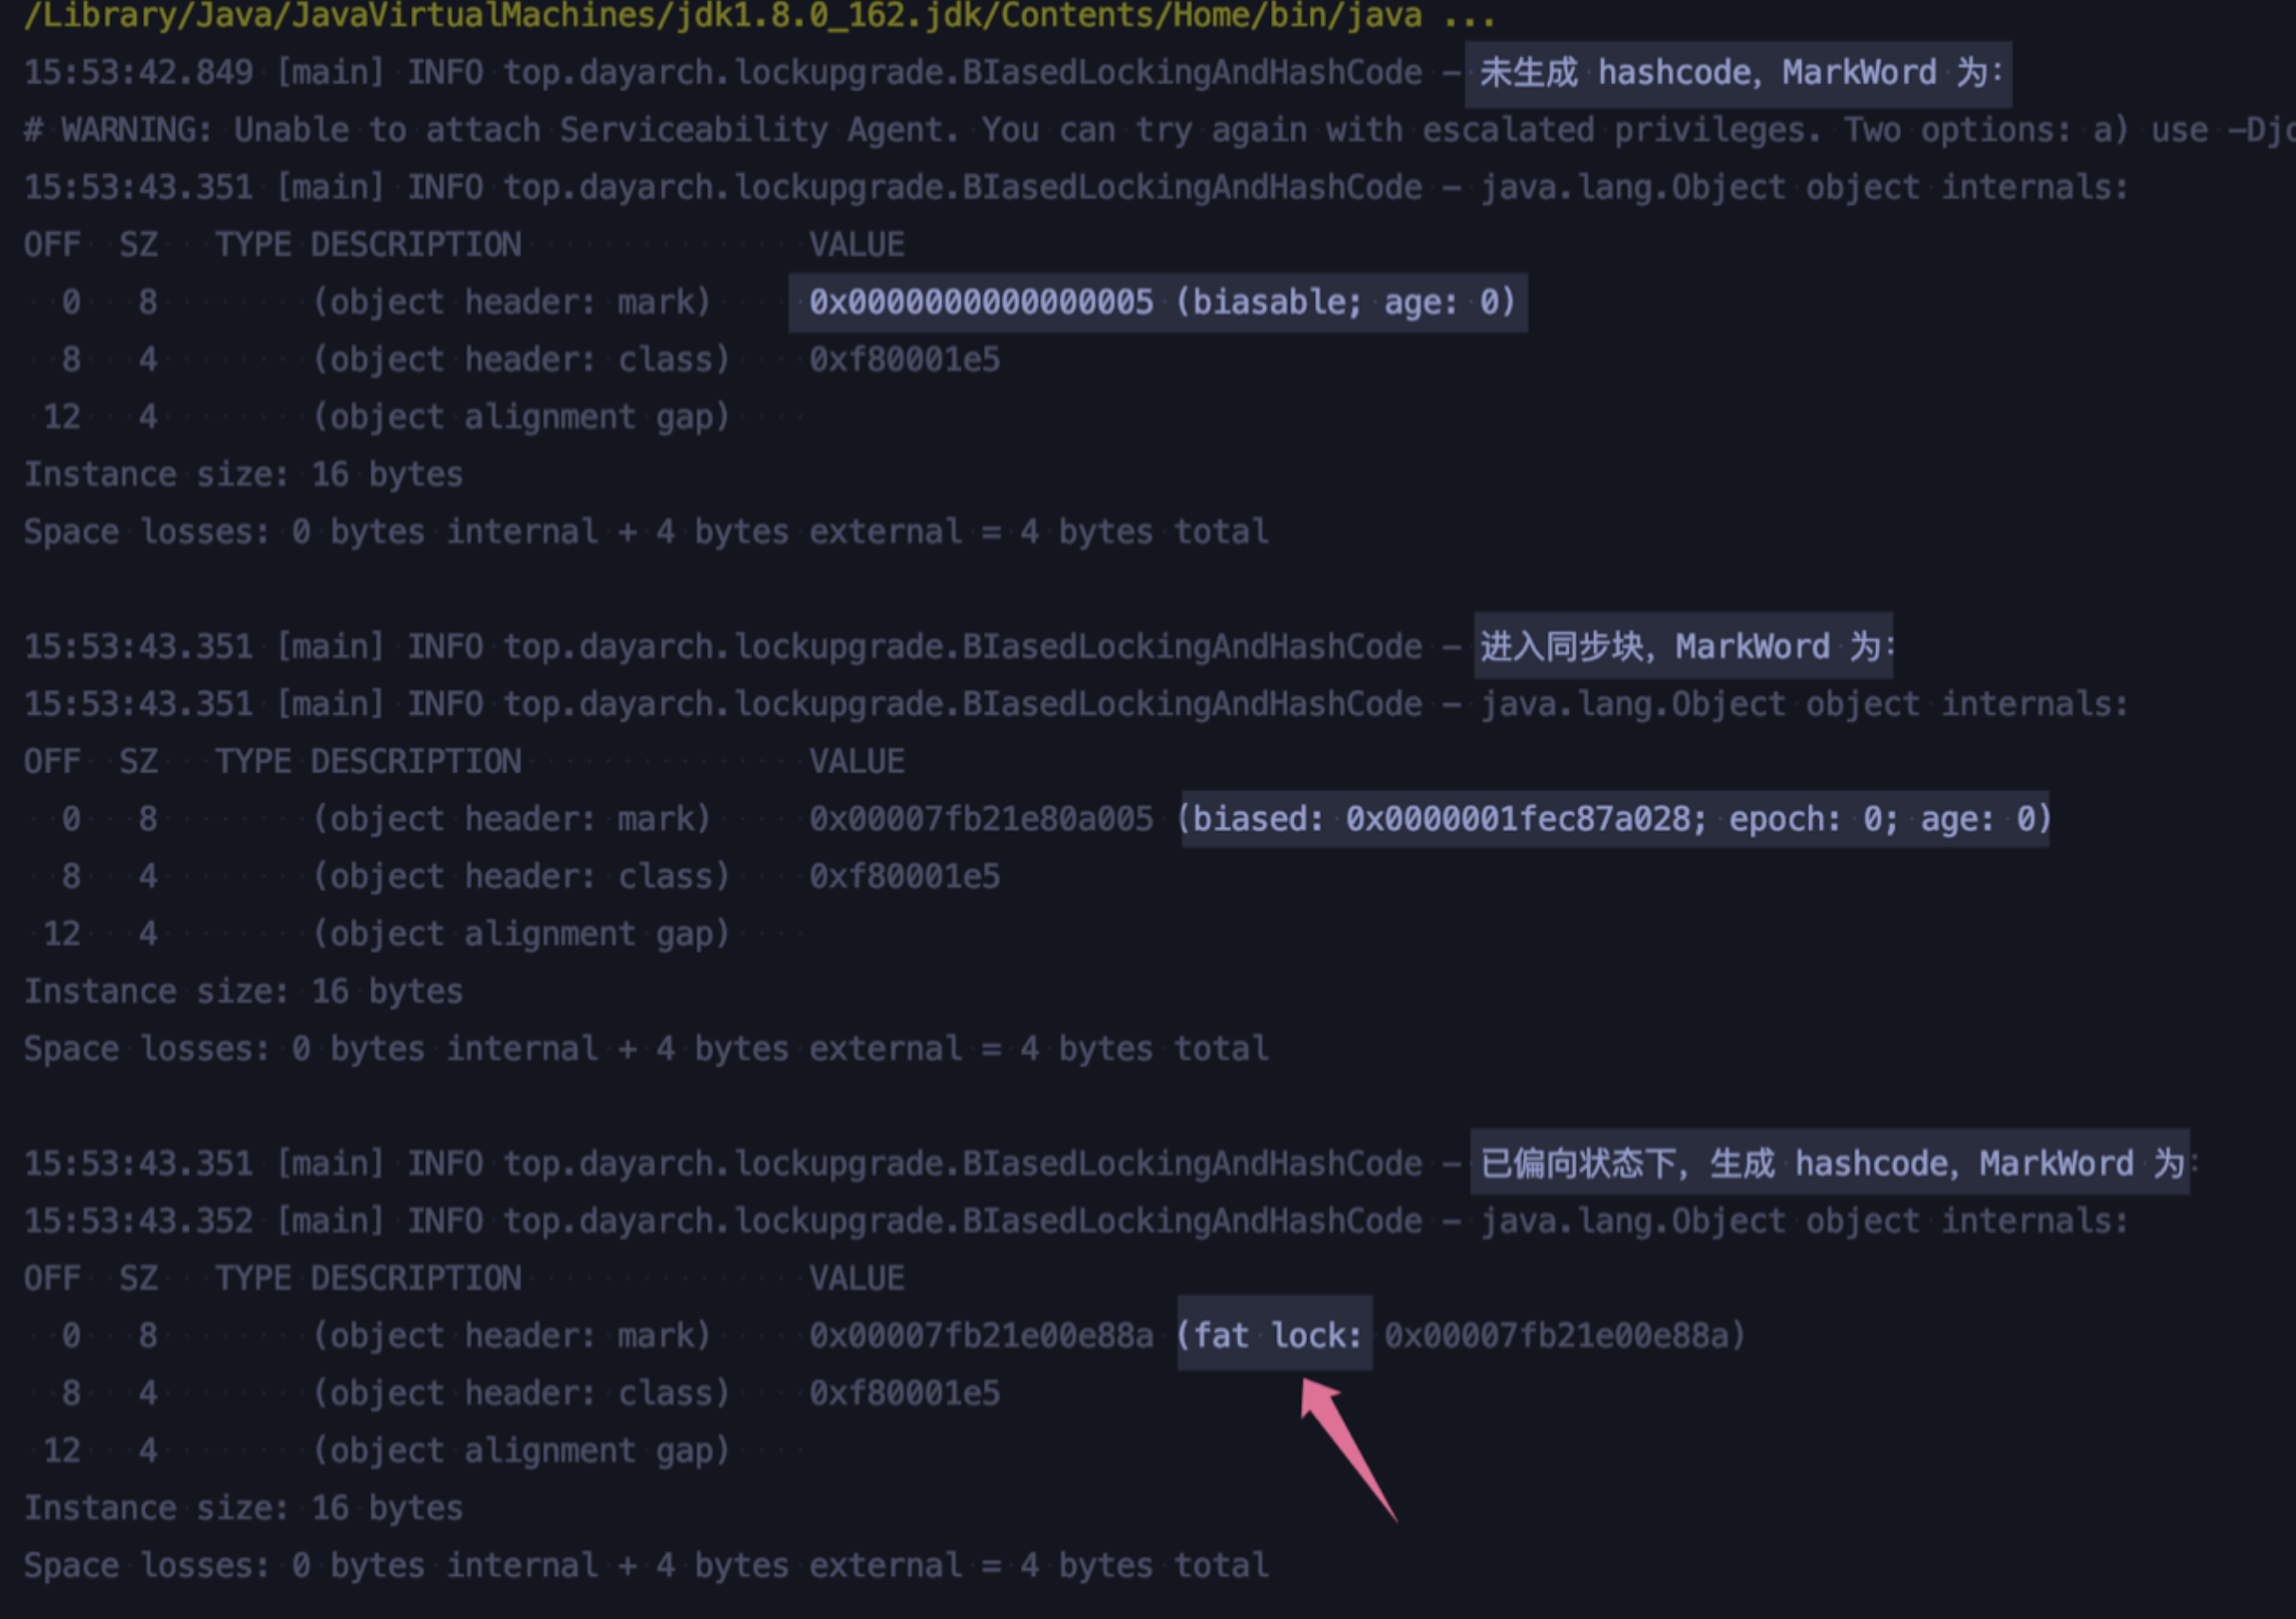 /Library/Java/JavaVirtualMachines/jdk1.8.0_162.jdk/Contents/Home/bin/java ...
15:53:42.849 [main] INFO top.dayarch.lockupgrade.BIasedLockingAndHashCode - 未生成 hashcode，MarkWord 为：
# WARNING: Unable to attach Serviceability Agent. You can try again with escalated privileges. Two options: a) use -Djo
15:53:43.351 [main] INFO top.dayarch.lockupgrade.BIasedLockingAndHashCode - java.lang.Object object internals:
OFF SZ TYPE DESCRIPTION VALUE
0 8 (object header: mark) 0x0000000000000005 (biasable; age: 0)
8 4 (object header: class) 0xf80001e5
12 4 (object alignment gap)
Instance size: 16 bytes
Space losses: 0 bytes internal + 4 bytes external = 4 bytes total
15:53:43.351 [main] INFO top.dayarch.lockupgrade.BIasedLockingAndHashCode - 进入同步块，MarkWord 为：
15:53:43.351 [main] INFO top.dayarch.lockupgrade.BIasedLockingAndHashCode - java.lang.Object object internals:
OFF SZ TYPE DESCRIPTION VALUE
0 8 (object header: mark) 0x00007fb21e80a005 (biased: 0x0000001fec87a028; epoch: 0; age: 0)
8 4 (object header: class) 0xf80001e5
12 4 (object alignment gap)
Instance size: 16 bytes
Space losses: 0 bytes internal + 4 bytes external = 4 bytes total
15:53:43.351 [main] INFO top.dayarch.lockupgrade.BIasedLockingAndHashCode - 已偏向状态下，生成 hashcode，MarkWord 为：
15:53:43.352 [main] INFO top.dayarch.lockupgrade.BIasedLockingAndHashCode - java.lang.Object object internals:
OFF SZ TYPE DESCRIPTION VALUE
0 8 (object header: mark) 0x00007fb21e00e88a (fat lock: 0x00007fb21e00e88a)
8 4 (object header: class) 0xf80001e5
12 4 (object alignment gap)
Instance size: 16 bytes
Space losses: 0 bytes internal + 4 bytes external = 4 bytes total